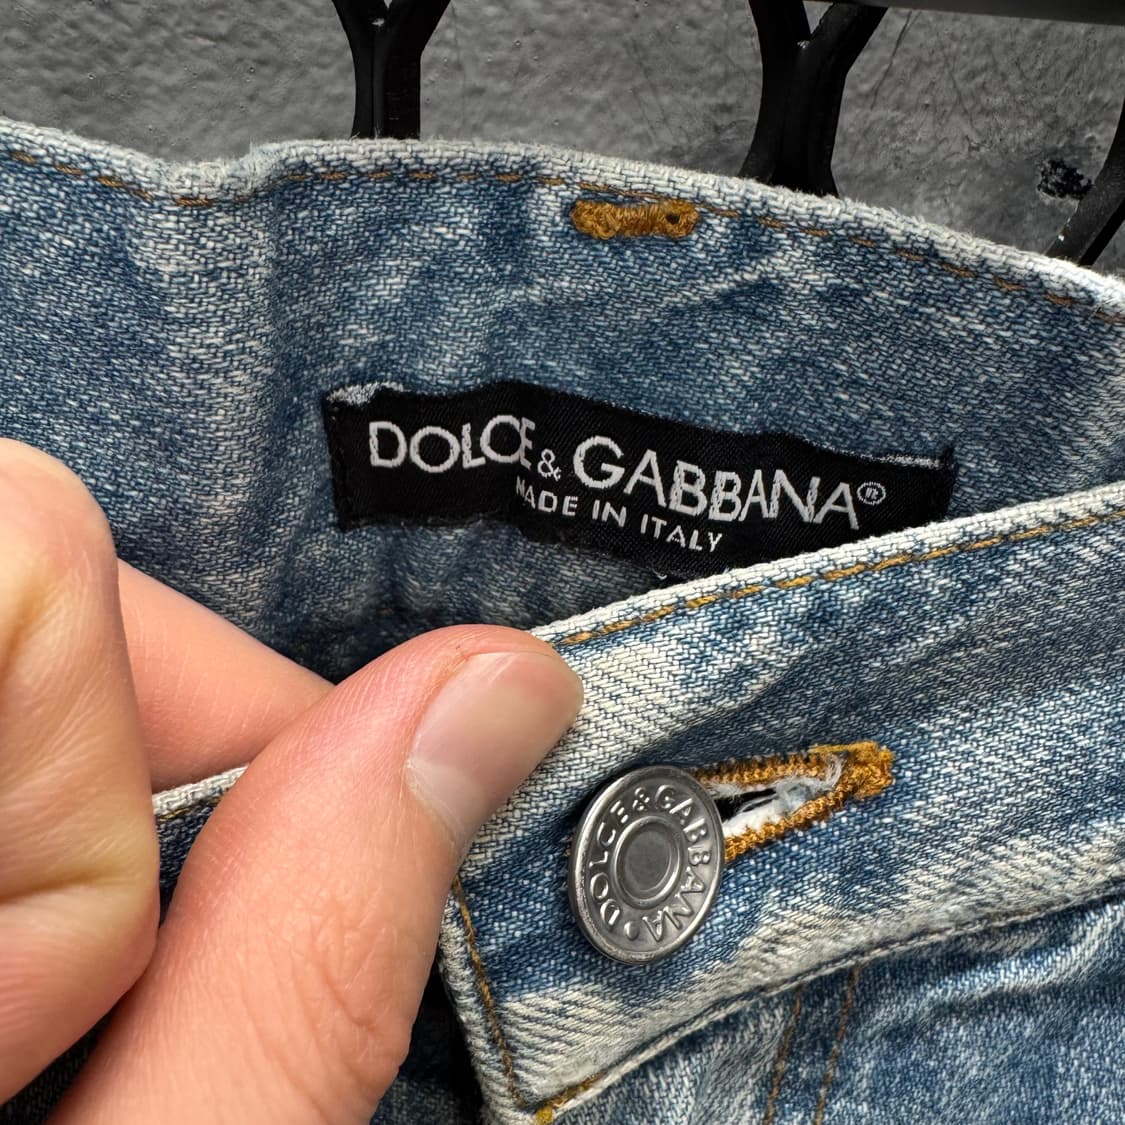 DOLCE & GABBANA®
MADE IN ITALY
DOLCE & GABBANA •